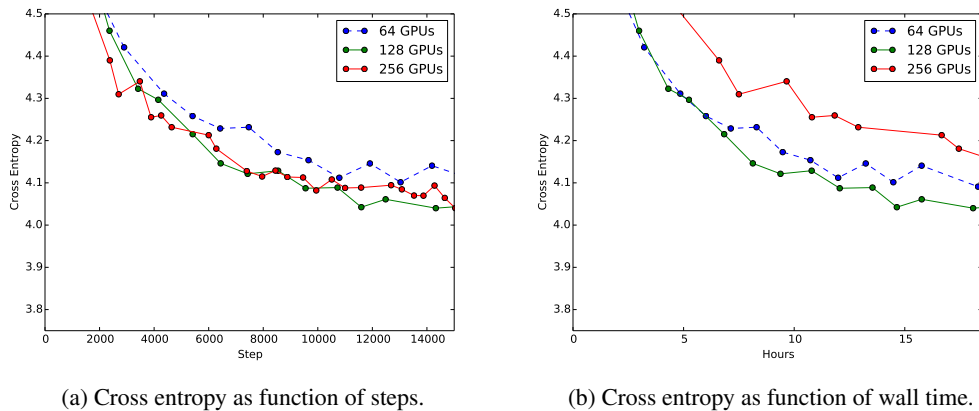 4.5
4.4
4.3
4.2
4.1
4.0
3.9
3.8
Cross Entropy
64 GPUs
128 GPUs
256 GPUs
0 2000 4000 6000 8000 10000 12000 14000
Step
(a) Cross entropy as function of steps.
4.5
4.4
4.3
4.2
4.1
4.0
3.9
3.8
Cross Entropy
64 GPUs
128 GPUs
256 GPUs
5 10 15
Hours
(b) Cross entropy as function of wall time.